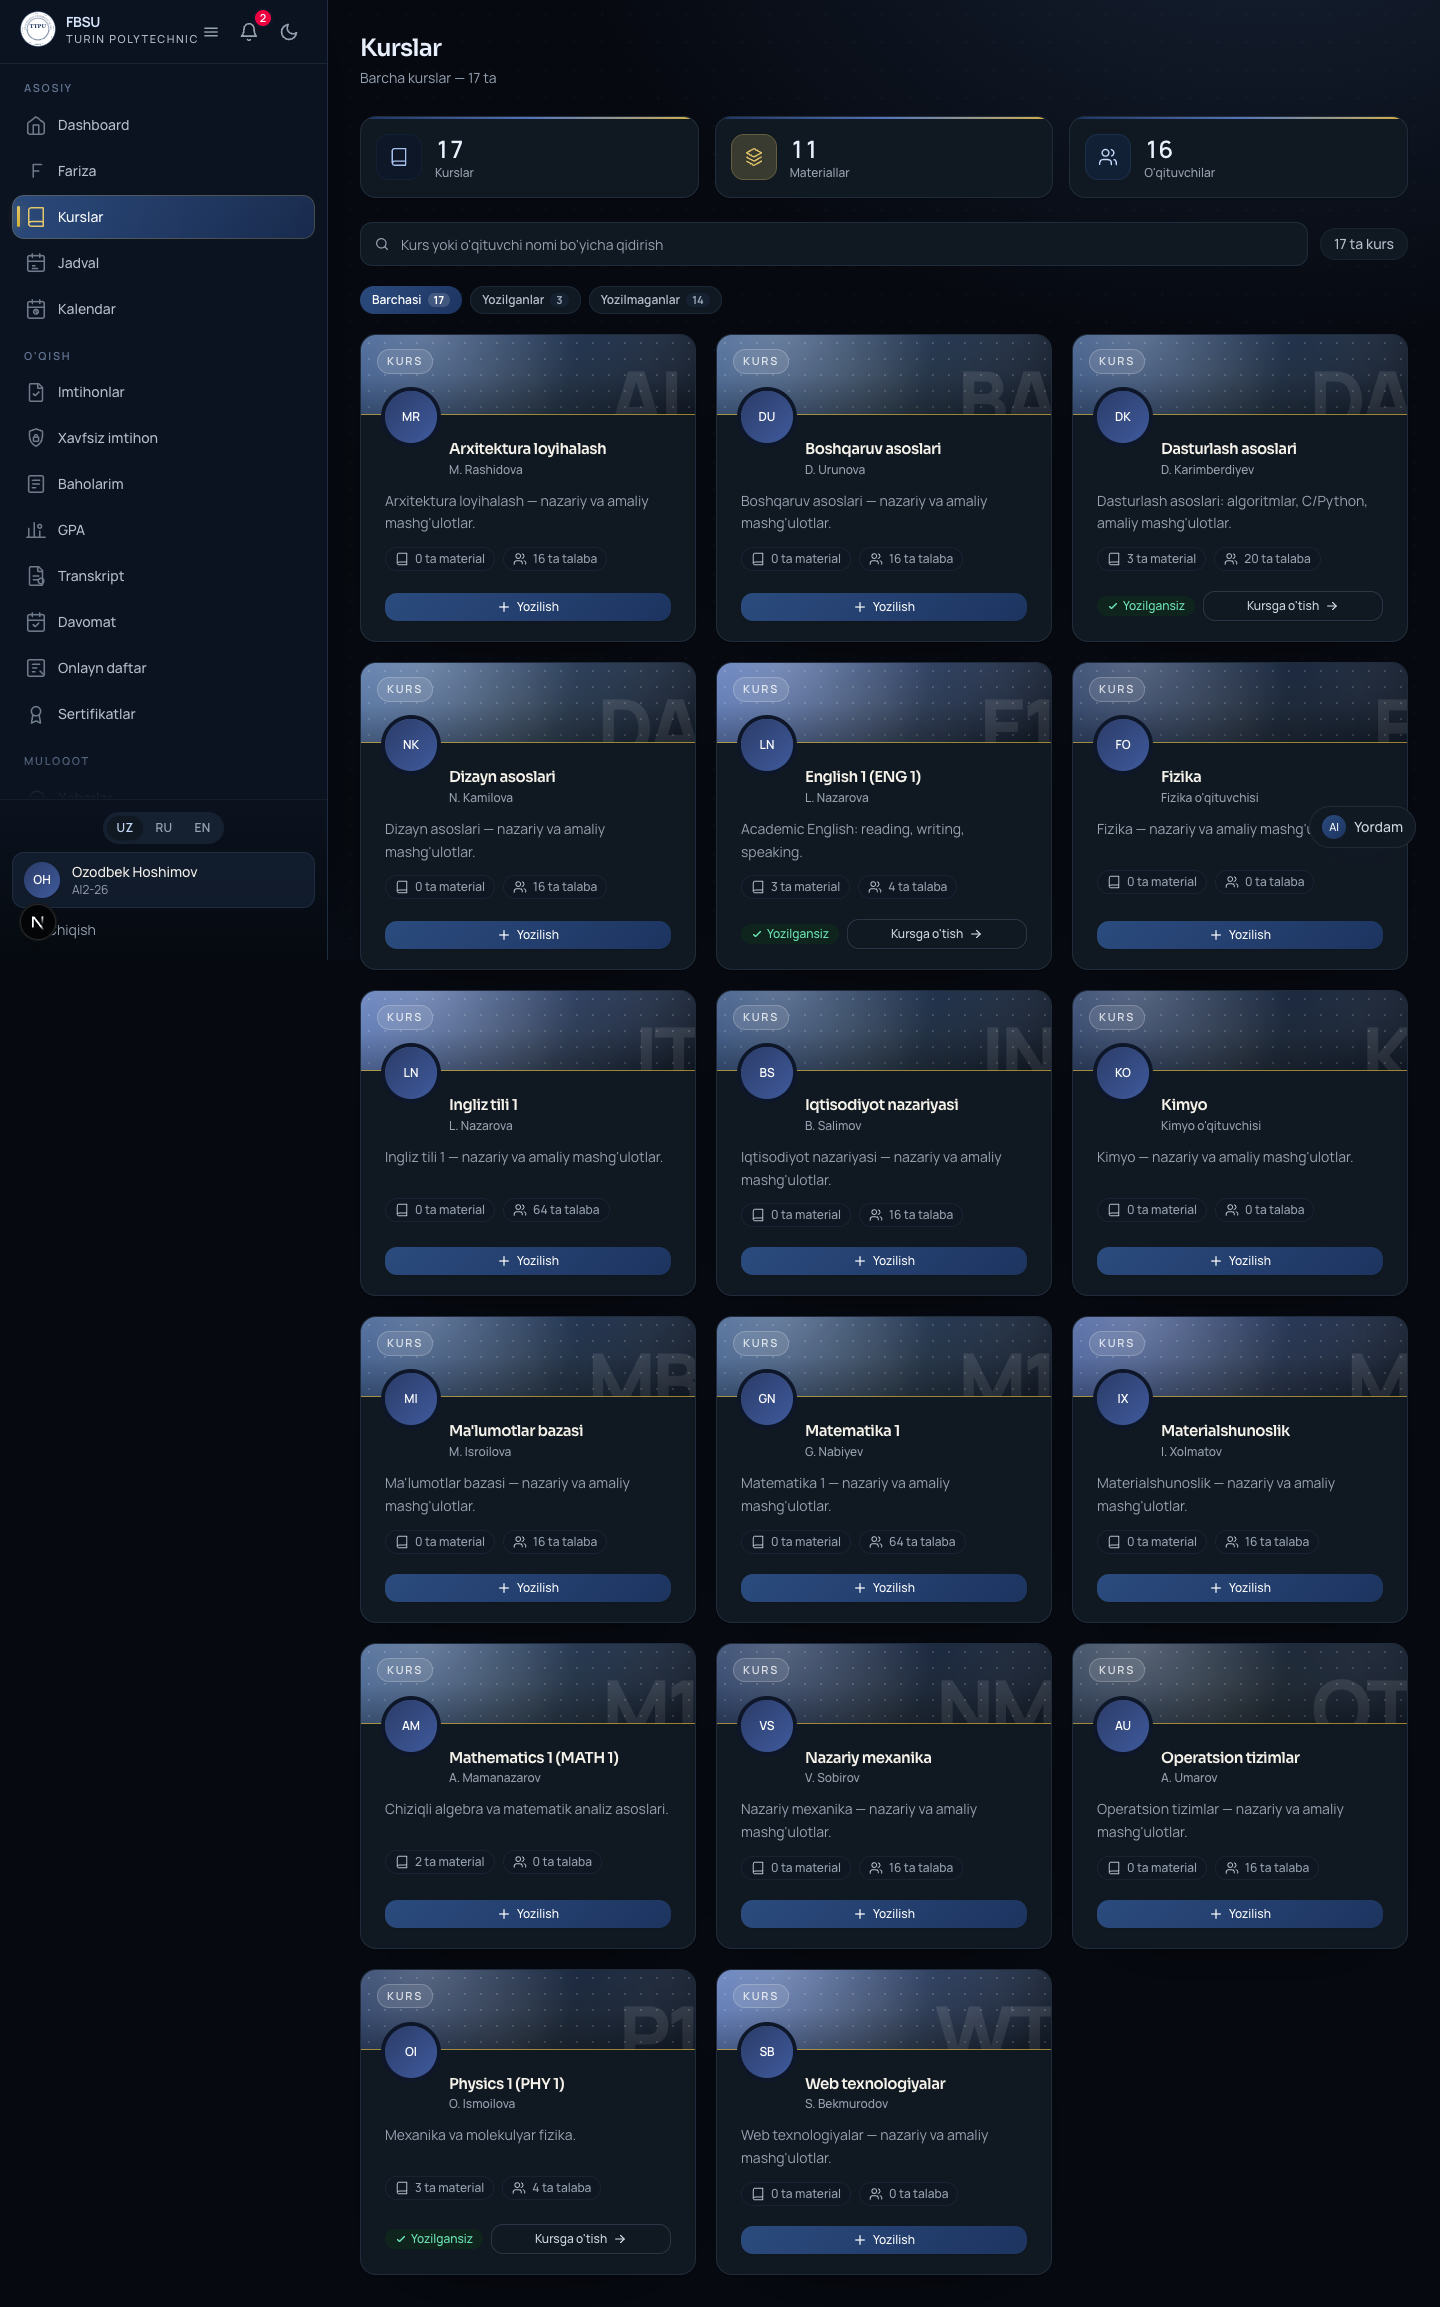 FBSU
TURIN POLYTECHNIC
2
ASOSIY
Dashboard
F Fariza
Kurslar
Jadval
Kalendar
O'QISH
Imtihonlar
Xavfsiz imtihon
Baholarim
GPA
Transkript
Davomat
Onlayn daftar
Sertifikatlar
MULOQOT
UZ RU EN
OH Ozodbek Hoshimov
AI2-26
N hiqish
Kurslar
Barcha kurslar — 17 ta
17
Kurslar
11
Materiallar
16
O'qituvchilar
Kurs yoki o'qituvchi nomi bo'yicha qidirish
17 ta kurs
Barchasi 17 Yozilganlar 3 Yozilmaganlar 14
KURS
AL
MR
Arxitektura loyihalash
M. Rashidova
Arxitektura loyihalash — nazariy va amaliy
mashg'ulotlar.
0 ta material 16 ta talaba
+ Yozilish
KURS
BA
DU
Boshqaruv asoslari
D. Urunova
Boshqaruv asoslari — nazariy va amaliy
mashg'ulotlar.
0 ta material 16 ta talaba
+ Yozilish
KURS
DA
DK
Dasturlash asoslari
D. Karimberdiyev
Dasturlash asoslari: algoritmlar, C/Python,
amaliy mashg'ulotlar.
3 ta material 20 ta talaba
✓ Yozilgansiz Kursga o'tish →
KURS
DA
NK
Dizayn asoslari
N. Kamilova
Dizayn asoslari — nazariy va amaliy
mashg'ulotlar.
0 ta material 16 ta talaba
+ Yozilish
KURS
E1
LN
English 1 (ENG 1)
L. Nazarova
Academic English: reading, writing,
speaking.
3 ta material 4 ta talaba
✓ Yozilgansiz Kursga o'tish →
KURS
F
FO
Fizika
Fizika o'qituvchisi
Fizika — nazariy va amaliy mashg'u
AI Yordam
0 ta material 0 ta talaba
+ Yozilish
KURS
IT
LN
Ingliz tili 1
L. Nazarova
Ingliz tili 1 — nazariy va amaliy mashg'ulotlar.
0 ta material 64 ta talaba
+ Yozilish
KURS
IN
BS
Iqtisodiyot nazariyasi
B. Salimov
Iqtisodiyot nazariyasi — nazariy va amaliy
mashg'ulotlar.
0 ta material 16 ta talaba
+ Yozilish
KURS
K
KO
Kimyo
Kimyo o'qituvchisi
Kimyo — nazariy va amaliy mashg'ulotlar.
0 ta material 0 ta talaba
+ Yozilish
KURS
MB
MI
Ma'lumotlar bazasi
M. Isroilova
Ma'lumotlar bazasi — nazariy va amaliy
mashg'ulotlar.
0 ta material 16 ta talaba
+ Yozilish
KURS
M1
GN
Matematika 1
G. Nabiyev
Matematika 1 — nazariy va amaliy
mashg'ulotlar.
0 ta material 64 ta talaba
+ Yozilish
KURS
M
IX
Materialshunoslik
I. Xolmatov
Materialshunoslik — nazariy va amaliy
mashg'ulotlar.
0 ta material 16 ta talaba
+ Yozilish
KURS
M1
AM
Mathematics 1 (MATH 1)
A. Mamanazarov
Chiziqli algebra va matematik analiz asoslari.
2 ta material 0 ta talaba
+ Yozilish
KURS
NM
VS
Nazariy mexanika
V. Sobirov
Nazariy mexanika — nazariy va amaliy
mashg'ulotlar.
0 ta material 16 ta talaba
+ Yozilish
KURS
OT
AU
Operatsion tizimlar
A. Umarov
Operatsion tizimlar — nazariy va amaliy
mashg'ulotlar.
0 ta material 16 ta talaba
+ Yozilish
KURS
P1
OI
Physics 1 (PHY 1)
O. Ismoilova
Mexanika va molekulyar fizika.
3 ta material 4 ta talaba
✓ Yozilgansiz Kursga o'tish →
KURS
WT
SB
Web texnologiyalar
S. Bekmurodov
Web texnologiyalar — nazariy va amaliy
mashg'ulotlar.
0 ta material 0 ta talaba
+ Yozilish